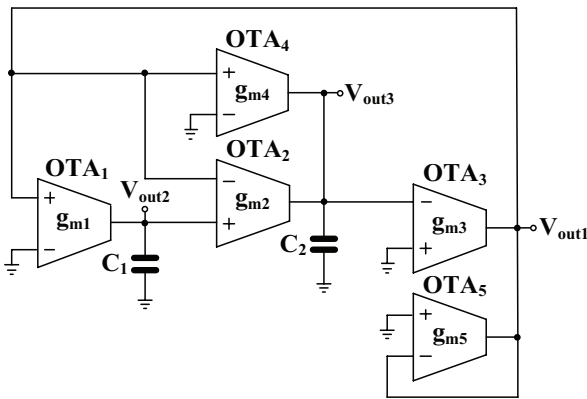 OTA4
+
gm4
−
Vout3
OTA1
+
gm1
−
Vout2
C1
OTA2
−
gm2
+
C2
OTA3
−
gm3
+
Vout1
OTA5
+
gm5
−